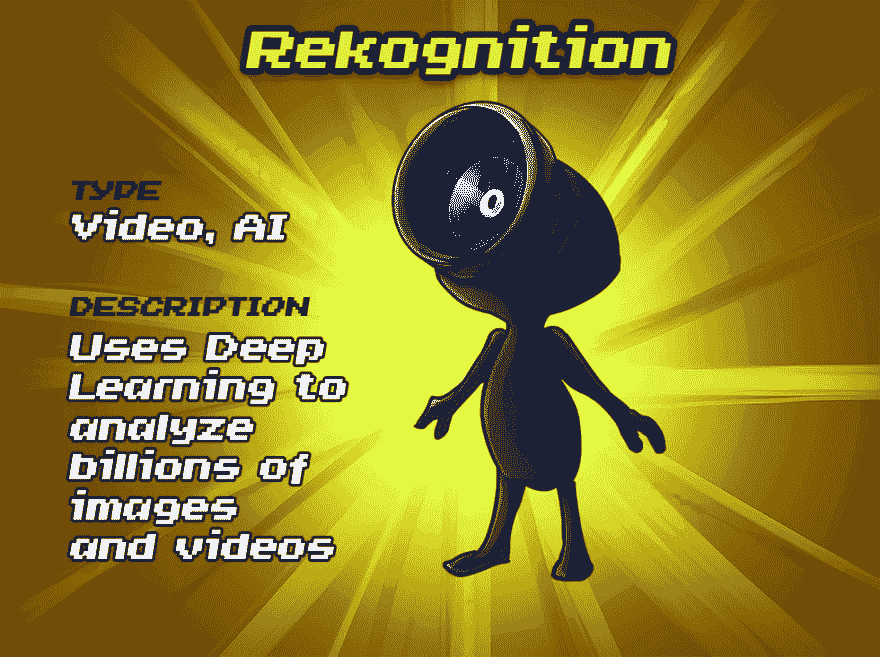 Rekognition
TYPE
Video, AI
DESCRIPTION
Uses Deep
Learning to
analyze
billions of
images
and videos